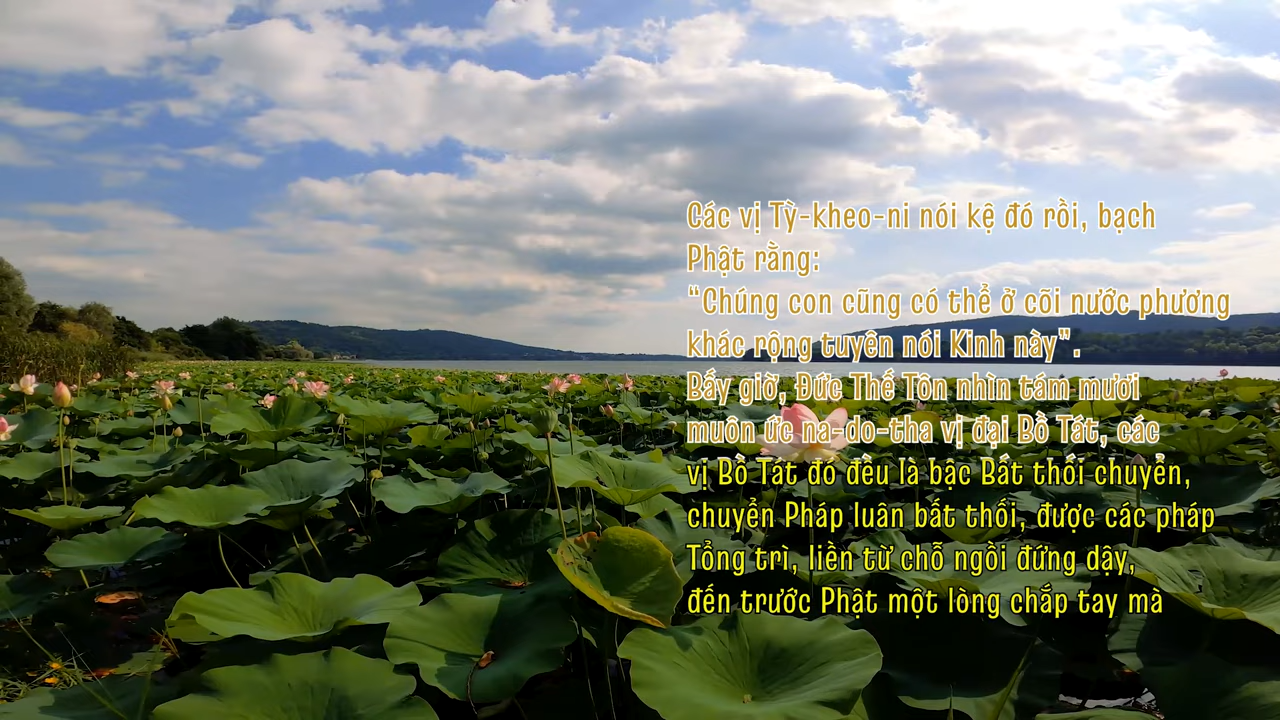 Các vị Tỳ-kheo-ni nói kệ đó rồi, bạch
Phật rằng:
“Chúng con cũng có thể ở cõi nước phương
khác rộng tuyên nói Kinh này”.
Bấy giờ, Đức Thế Tôn nhìn tám mươi
muôn ức na-do-tha vị đại Bồ Tát, các
vị Bồ Tát đó đều là bậc Bất thối chuyển,
chuyển Pháp luân bất thối, được các pháp
Tổng trì, liền từ chỗ ngồi đứng dậy,
đến trước Phật một lòng chắp tay mà